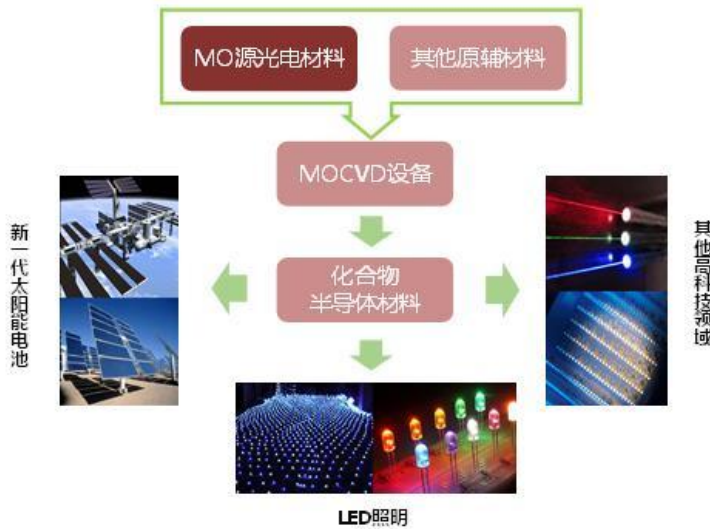 MO源光电材料
其他原辅材料
MOCVD设备
化合物
半导体材料
新一代太阳能电池
其他高科技领域
LED照明